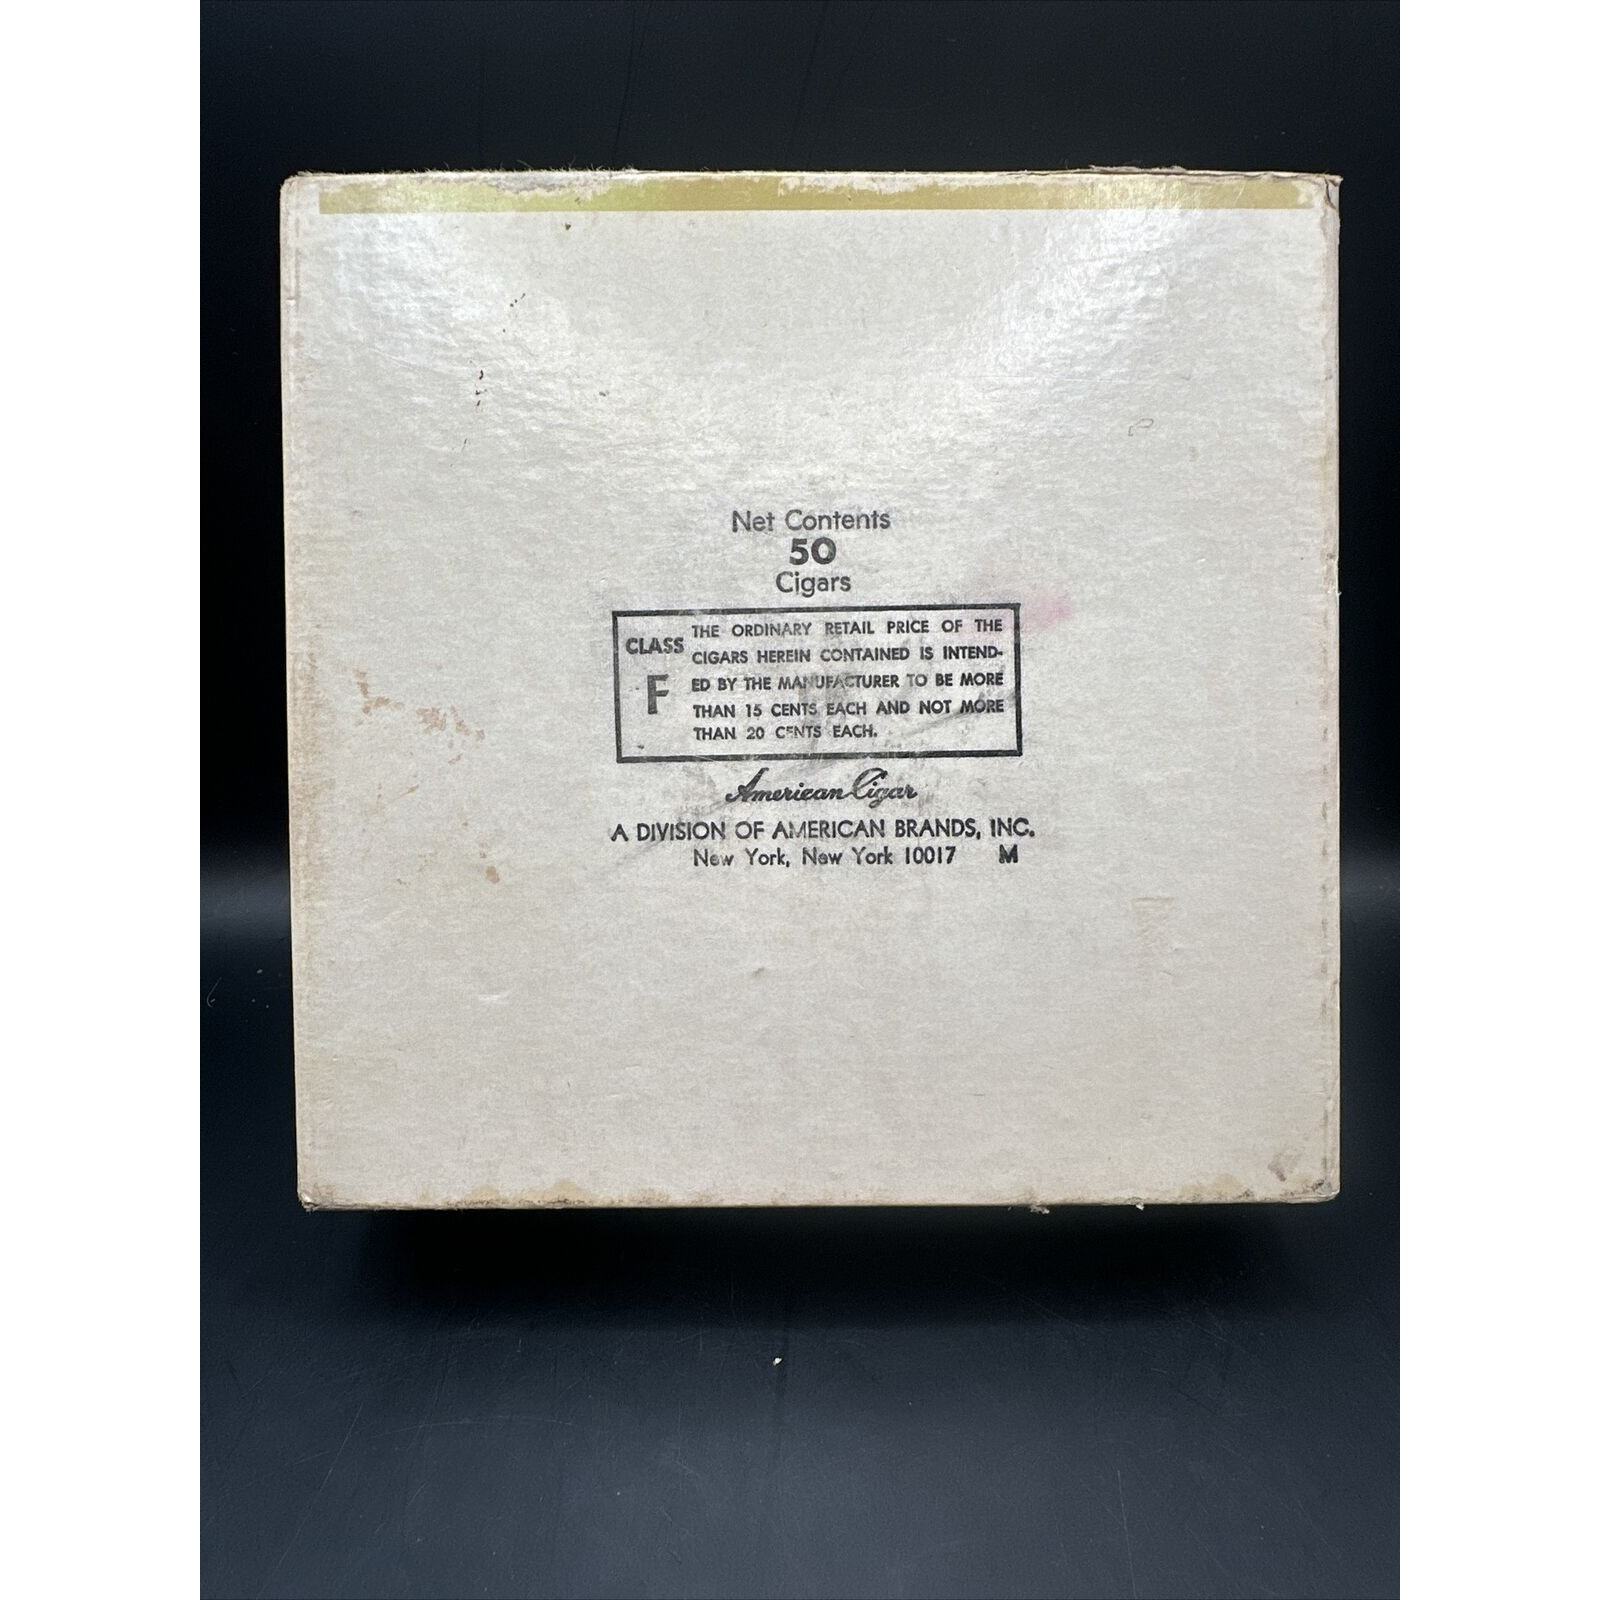 Net Contents
50
Cigars
CLASS
F
THE ORDINARY RETAIL PRICE OF THE
CIGARS HEREIN CONTAINED IS INTEND-
ED BY THE MANUFACTURER TO BE MORE
THAN 15 CENTS EACH AND NOT MORE
THAN 20 CENTS EACH.
American Cigar
A DIVISION OF AMERICAN BRANDS, INC.
New York, New York 10017 M